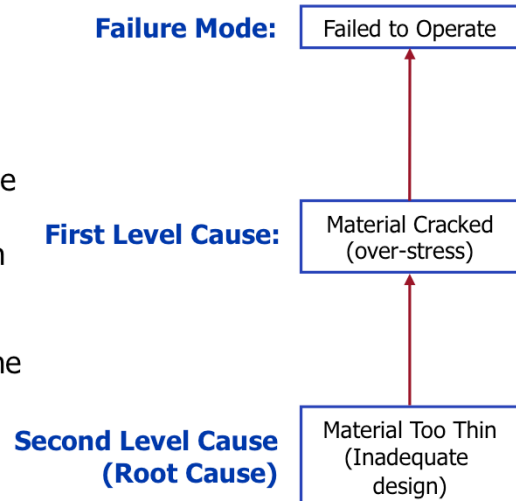 Failure Mode:
Failed to Operate
First Level Cause:
Material Cracked
(over-stress)
Second Level Cause
(Root Cause)
Material Too Thin
(Inadequate
design)